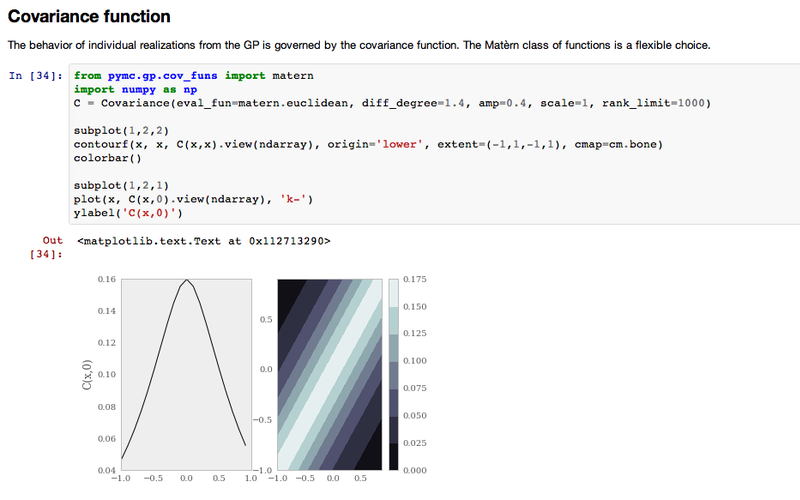 Covariance function
The behavior of individual realizations from the GP is governed by the covariance function. The Matèrn class of functions is a flexible choice.
In [34]: from pymc.gp.cov_funs import matern
import numpy as np
C = Covariance(eval_fun=matern.euclidean, diff_degree=1.4, amp=0.4, scale=1, rank_limit=1000)
subplot(1,2,2)
contourf(x, x, C(x,x).view(ndarray), origin='lower', extent=(-1,1,-1,1), cmap=cm.bone)
colorbar()
subplot(1,2,1)
plot(x, C(x,0).view(ndarray), 'k-')
ylabel('C(x,0)')
Out <matplotlib.text.Text at 0x112713290>
[34]:
0.16
0.14
0.12
0.10
0.08
0.06
0.04
C(x,0)
−1.0 −0.5 0.0 0.5 1.0
0.5
0.0
−0.5
−1.0
−1.0 −0.5 0.0 0.5
0.175
0.150
0.125
0.100
0.075
0.050
0.025
0.000